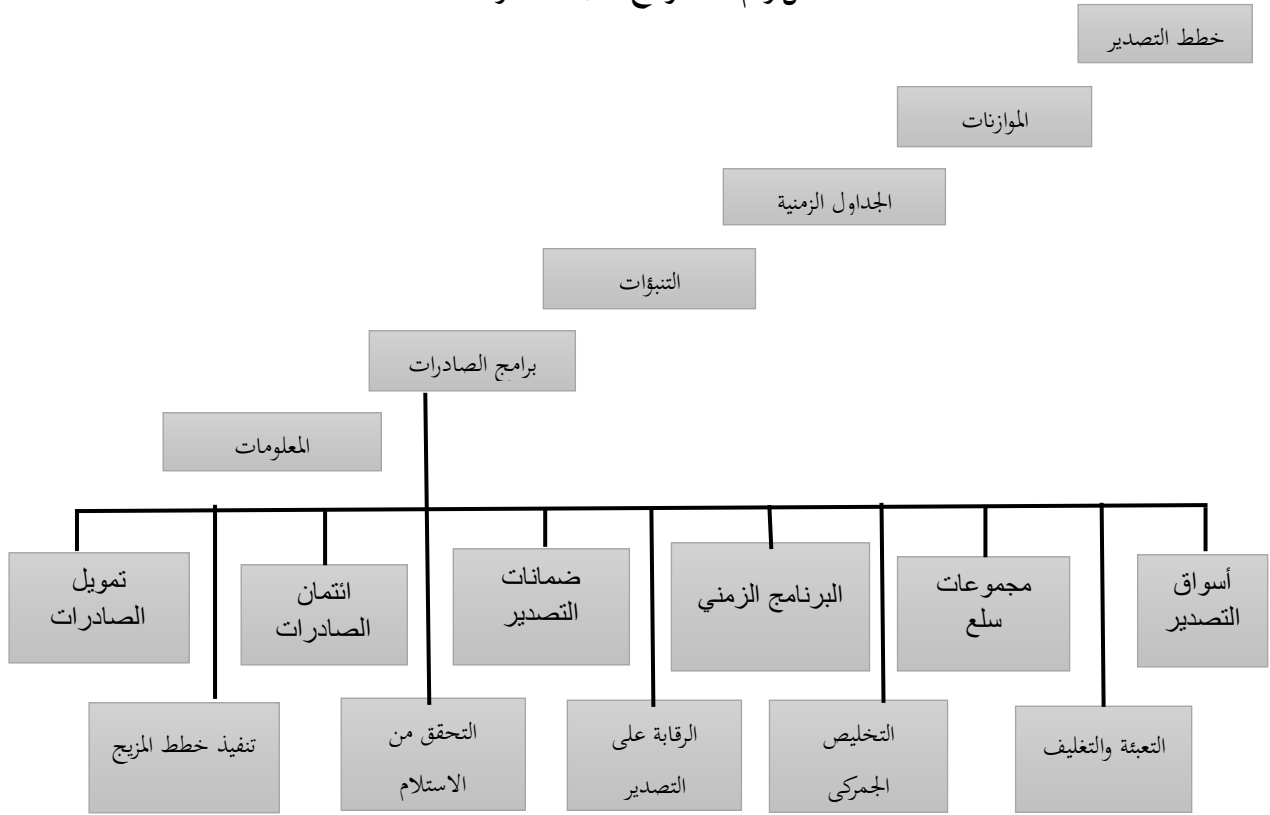 خطط التصدير
الموازنات
الجداول الزمنية
التنبؤات
برامج الصادرات
المعلومات
أسواق
التصدير
مجموعات
سلع
البرنامج الزمني
ضمانات
التصدير
ائتمان
الصادرات
تمويل
الصادرات
التعبئة والتغليف
التخليص
الجمركى
الرقابة على
التصدير
التحقق من
الاستلام
تنفيذ خطط المزيج